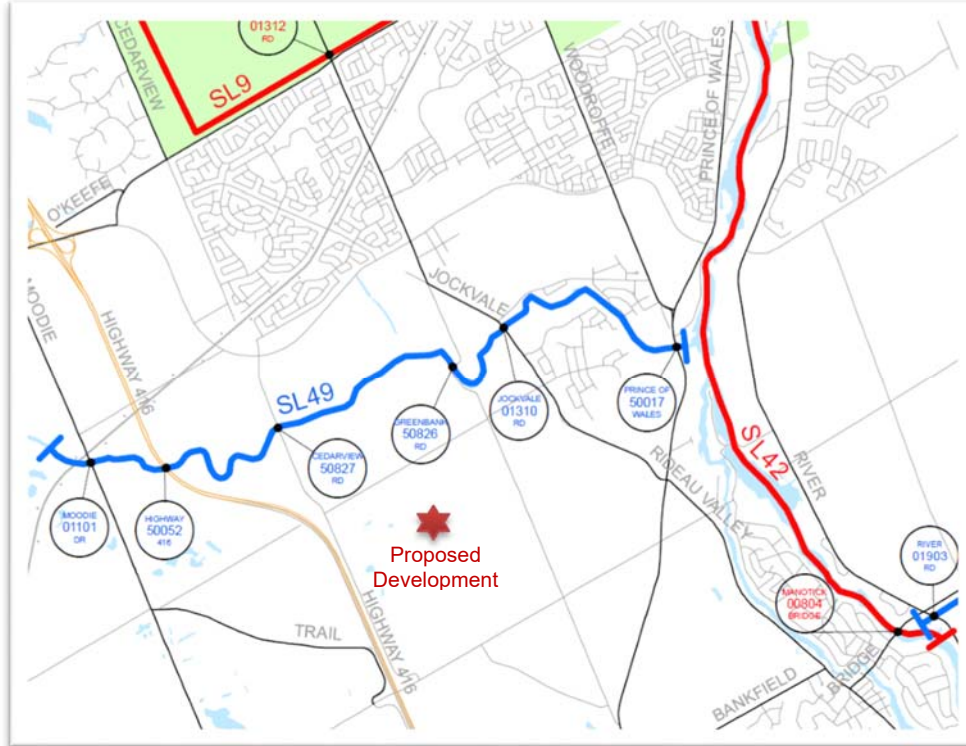 CEDARVIEW
01312
RD
SL9
WOODROFFE
PRINCE OF WALES
O'KEEFE
MOODIE
HIGHWAY 416
JOCKVALE
SL49
GREENBANK
50826
RD
JOCKVALE
01310
RD
PRINCE OF
50017
WALES
CEDARVIEW
50827
RD
MOODIE
01101
DR
HIGHWAY
50052
416
SL42
RIVER
RIDEAU VALLEY
Proposed
Development
RIVER
01903
RD
MANOTICK
00804
BRIDGE
TRAIL
HIGHWAY 416
BRIDGE
BANKFIELD